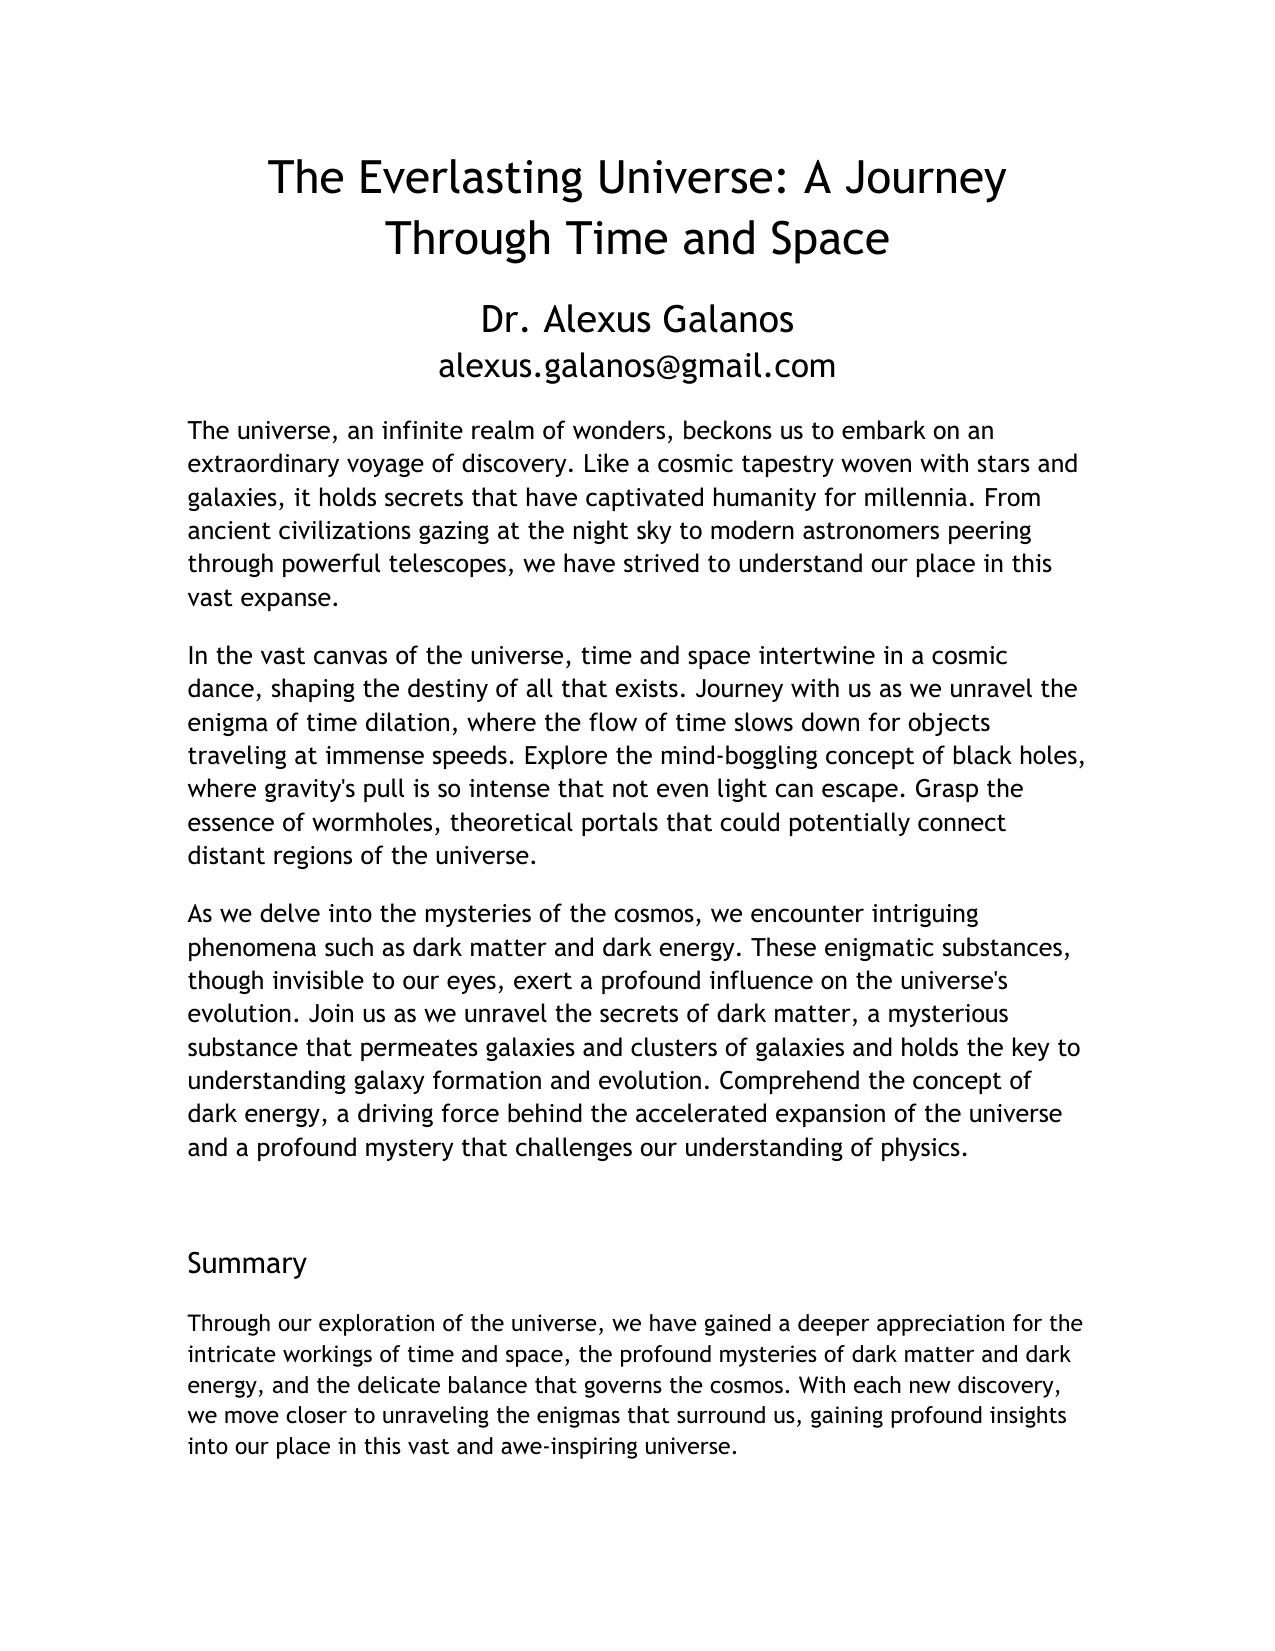 The Everlasting Universe: A Journey
Through Time and Space
Dr. Alexus Galanos
alexus.galanos@gmail.com
The universe, an infinite realm of wonders, beckons us to embark on an
extraordinary voyage of discovery. Like a cosmic tapestry woven with stars and
galaxies, it holds secrets that have captivated humanity for millennia. From
ancient civilizations gazing at the night sky to modern astronomers peering
through powerful telescopes, we have strived to understand our place in this
vast expanse.
In the vast canvas of the universe, time and space intertwine in a cosmic
dance, shaping the destiny of all that exists. Journey with us as we unravel the
enigma of time dilation, where the flow of time slows down for objects
traveling at immense speeds. Explore the mind-boggling concept of black holes,
where gravity's pull is so intense that not even light can escape. Grasp the
essence of wormholes, theoretical portals that could potentially connect
distant regions of the universe.
As we delve into the mysteries of the cosmos, we encounter intriguing
phenomena such as dark matter and dark energy. These enigmatic substances,
though invisible to our eyes, exert a profound influence on the universe's
evolution. Join us as we unravel the secrets of dark matter, a mysterious
substance that permeates galaxies and clusters of galaxies and holds the key to
understanding galaxy formation and evolution. Comprehend the concept of
dark energy, a driving force behind the accelerated expansion of the universe
and a profound mystery that challenges our understanding of physics.
Summary
Through our exploration of the universe, we have gained a deeper appreciation for the
intricate workings of time and space, the profound mysteries of dark matter and dark
energy, and the delicate balance that governs the cosmos. With each new discovery,
we move closer to unraveling the enigmas that surround us, gaining profound insights
into our place in this vast and awe-inspiring universe.